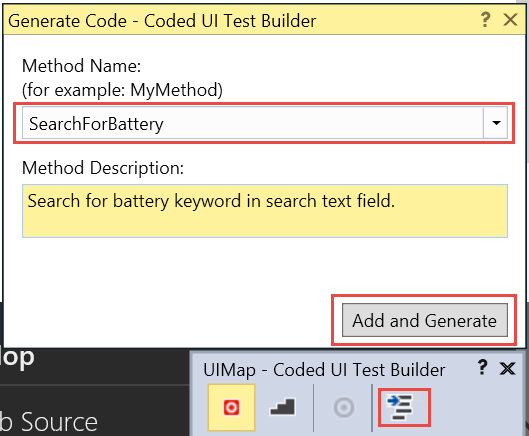 Generate Code - Coded UI Test Builder ? X
Method Name:
(for example: MyMethod)
SearchForBattery
Method Description:
Search for battery keyword in search text field.
Add and Generate
UIMap - Coded UI Test Builder ? X
Source